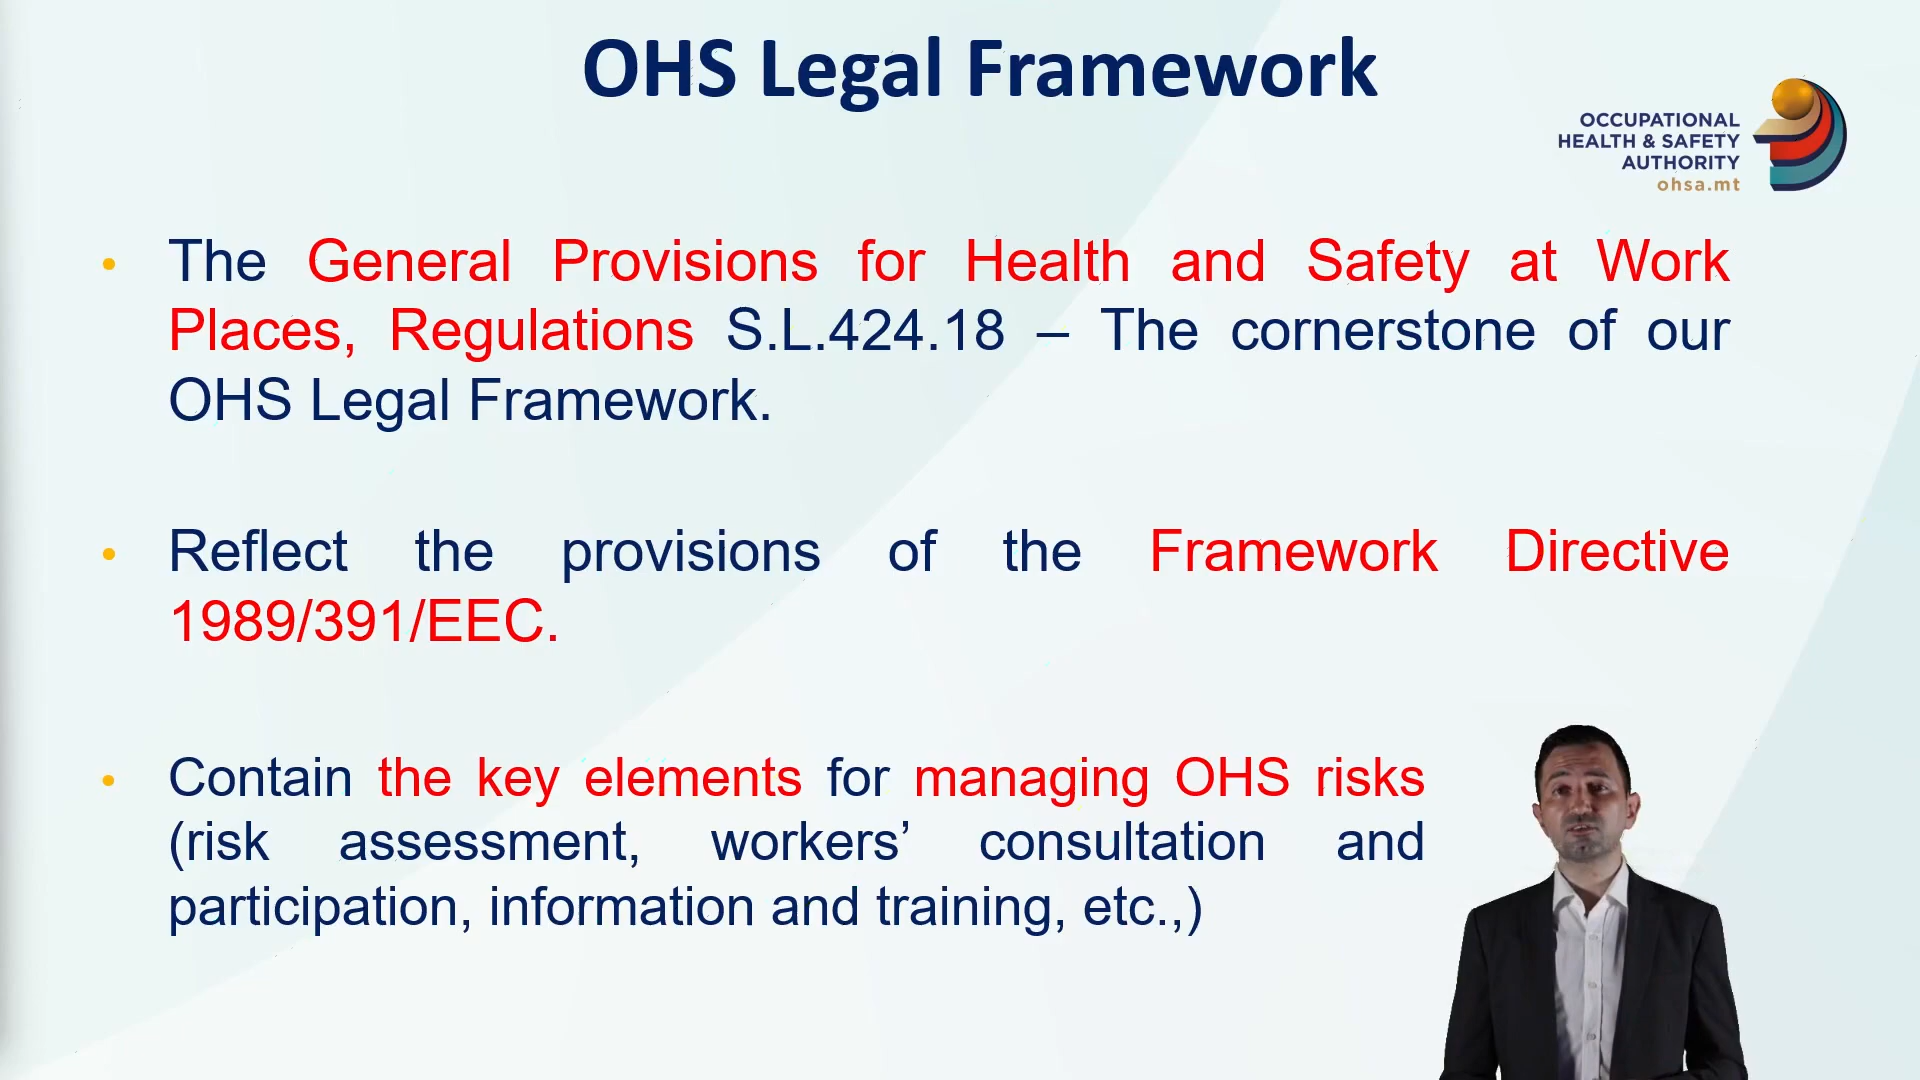 OHS Legal Framework
OCCUPATIONAL
HEALTH & SAFETY
AUTHORITY
ohsa.mt
• The General Provisions for Health and Safety at Work
Places, Regulations S.L.424.18 – The cornerstone of our
OHS Legal Framework.
• Reflect the provisions of the Framework Directive
1989/391/EEC.
• Contain the key elements for managing OHS risks
(risk assessment, workers’ consultation and
participation, information and training, etc.,)